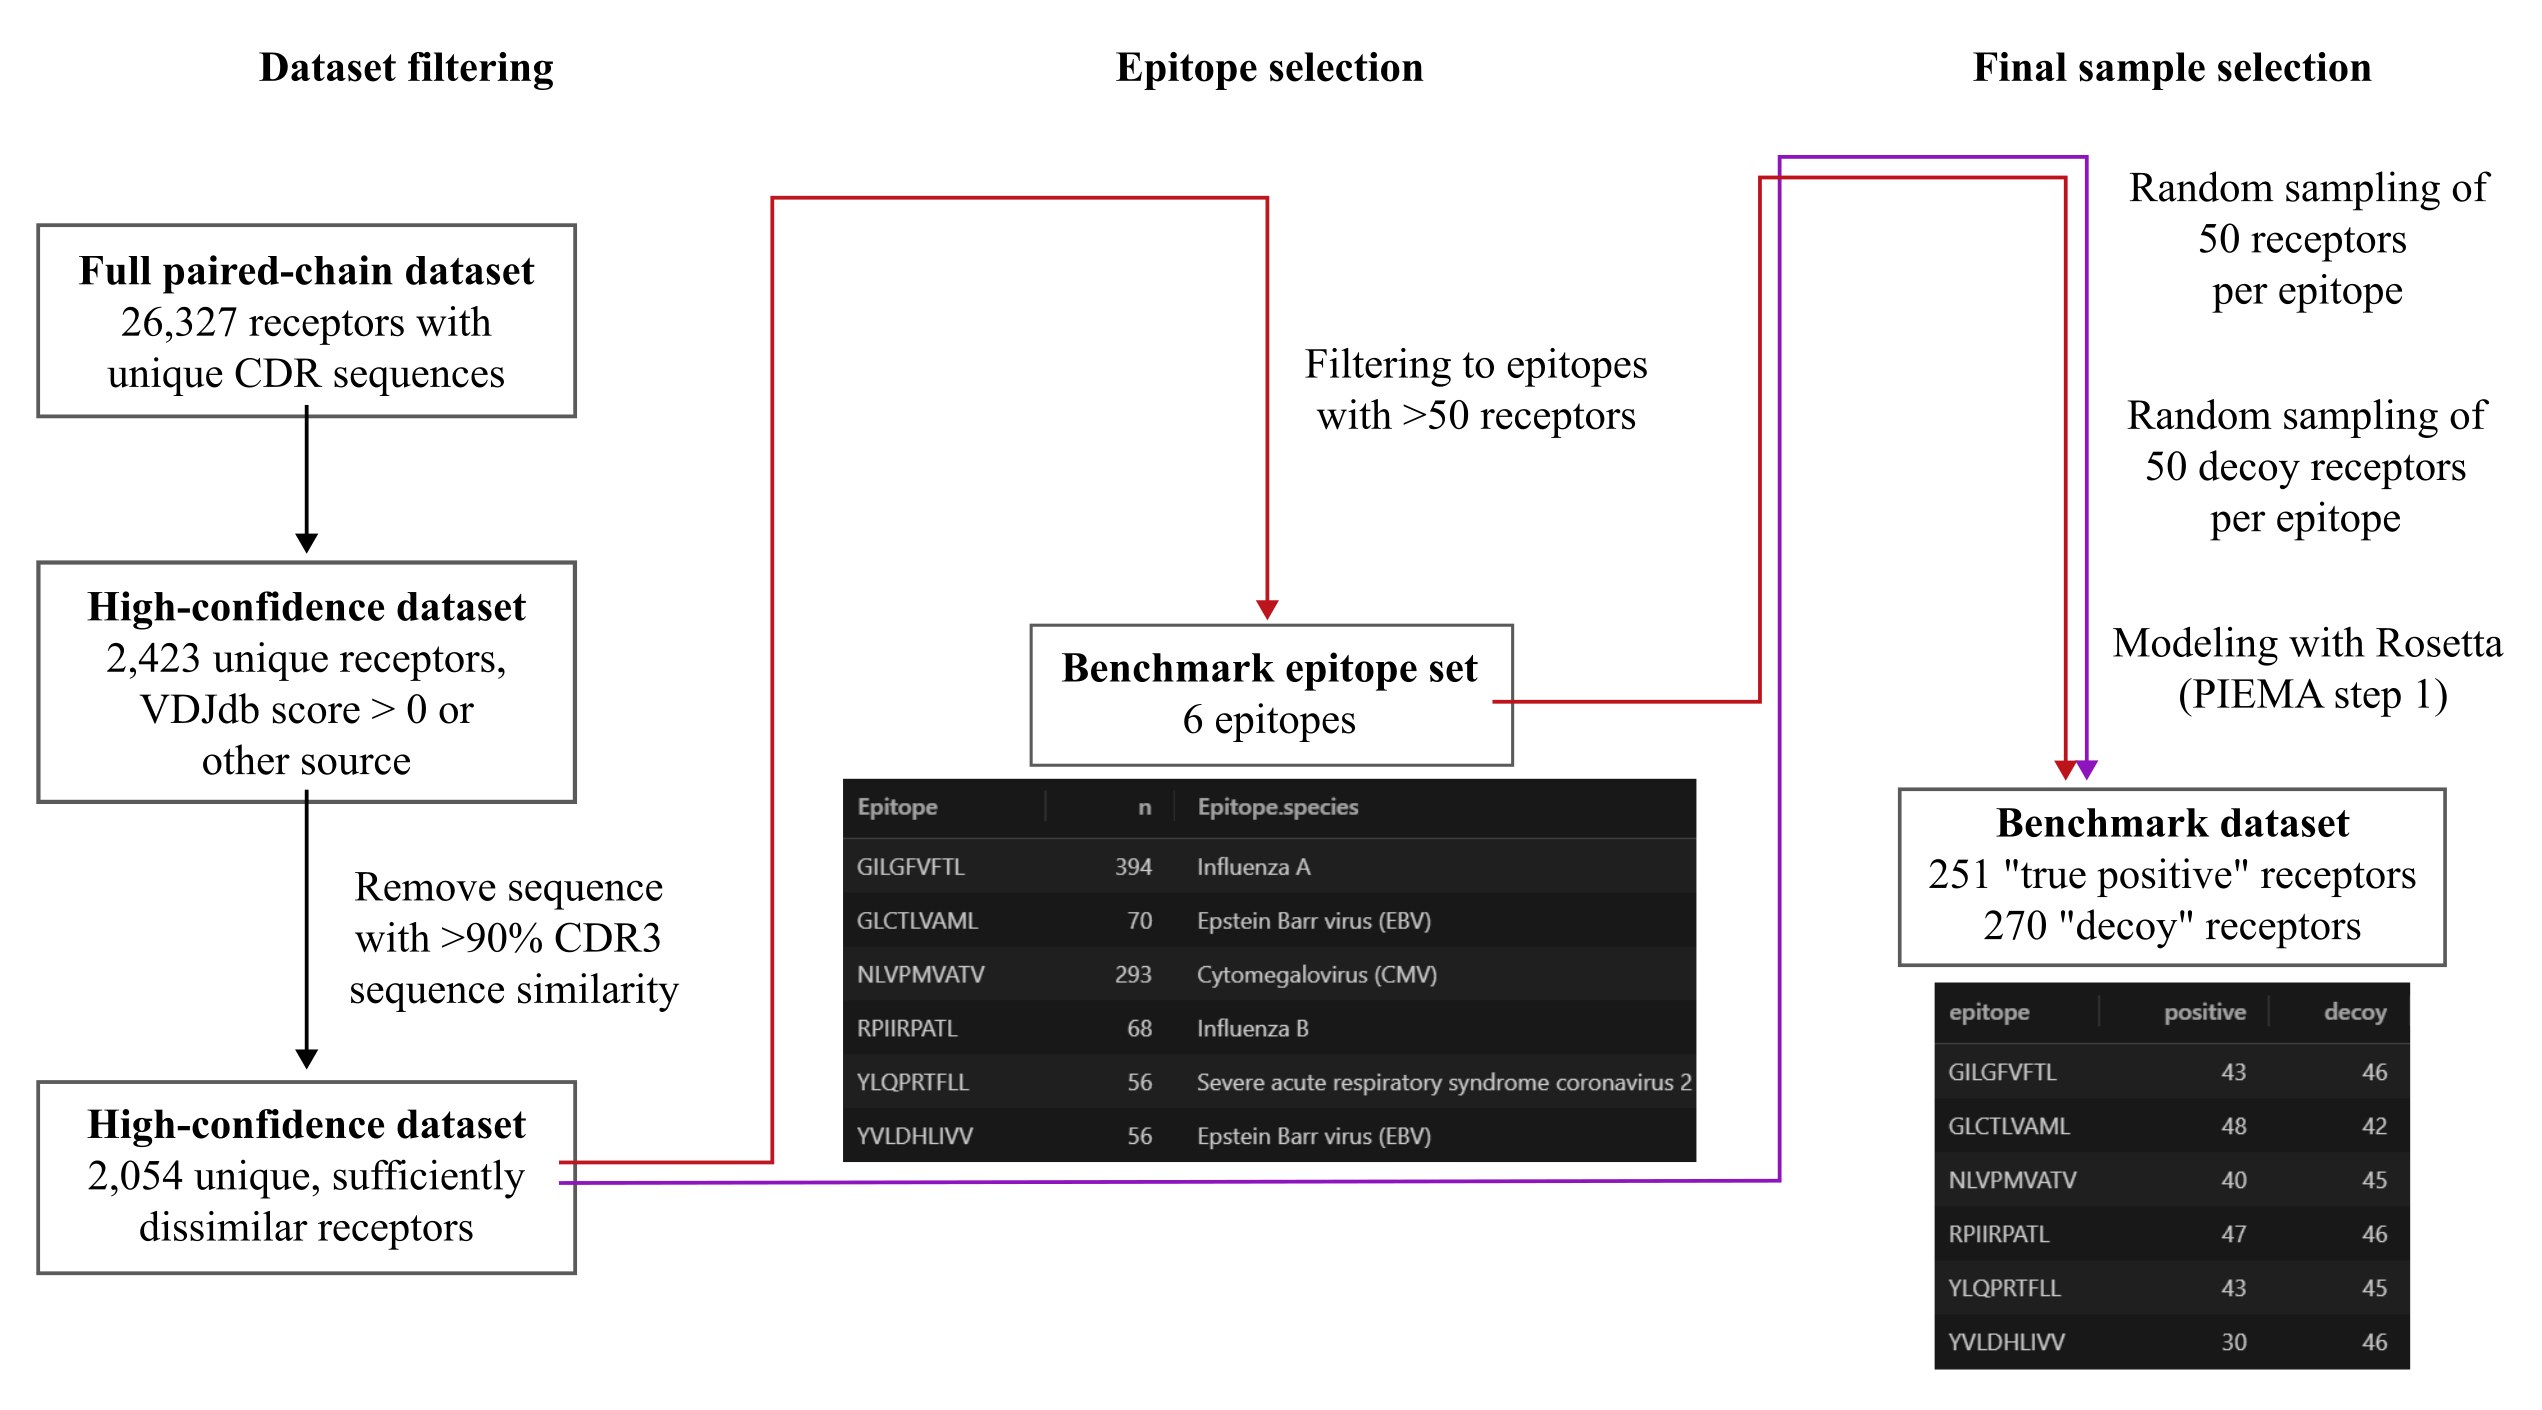 Dataset filtering
Full paired-chain dataset
26,327 receptors with
unique CDR sequences
High-confidence dataset
2,423 unique receptors,
VDJdb score > 0 or
other source
Remove sequence
with >90% CDR3
sequence similarity
High-confidence dataset
2,054 unique, sufficiently
dissimilar receptors
Epitope selection
Filtering to epitopes
with >50 receptors
Benchmark epitope set
6 epitopes
Epitope n Epitope.species
GILGFVFTL 394 Influenza A
GLCTLVAML 70 Epstein Barr virus (EBV)
NLVPMVATV 293 Cytomegalovirus (CMV)
RPIIRPATL 68 Influenza B
YLQPRTFLL 56 Severe acute respiratory syndrome coronavirus 2
YVLDHLIVV 56 Epstein Barr virus (EBV)
Final sample selection
Random sampling of
50 receptors
per epitope
Random sampling of
50 decoy receptors
per epitope
Modeling with Rosetta
(PIEMA step 1)
Benchmark dataset
251 "true positive" receptors
270 "decoy" receptors
epitope positive decoy
GILGFVFTL 43 46
GLCTLVAML 48 42
NLVPMVATV 40 45
RPIIRPATL 47 46
YLQPRTFLL 43 45
YVLDHLIVV 30 46